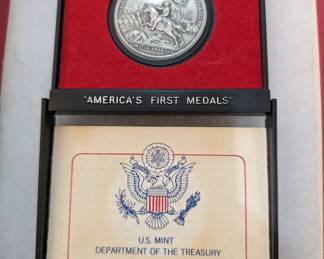 "AMERICA'S FIRST MEDALS"
U.S. MINT
DEPARTMENT OF THE TREASURY